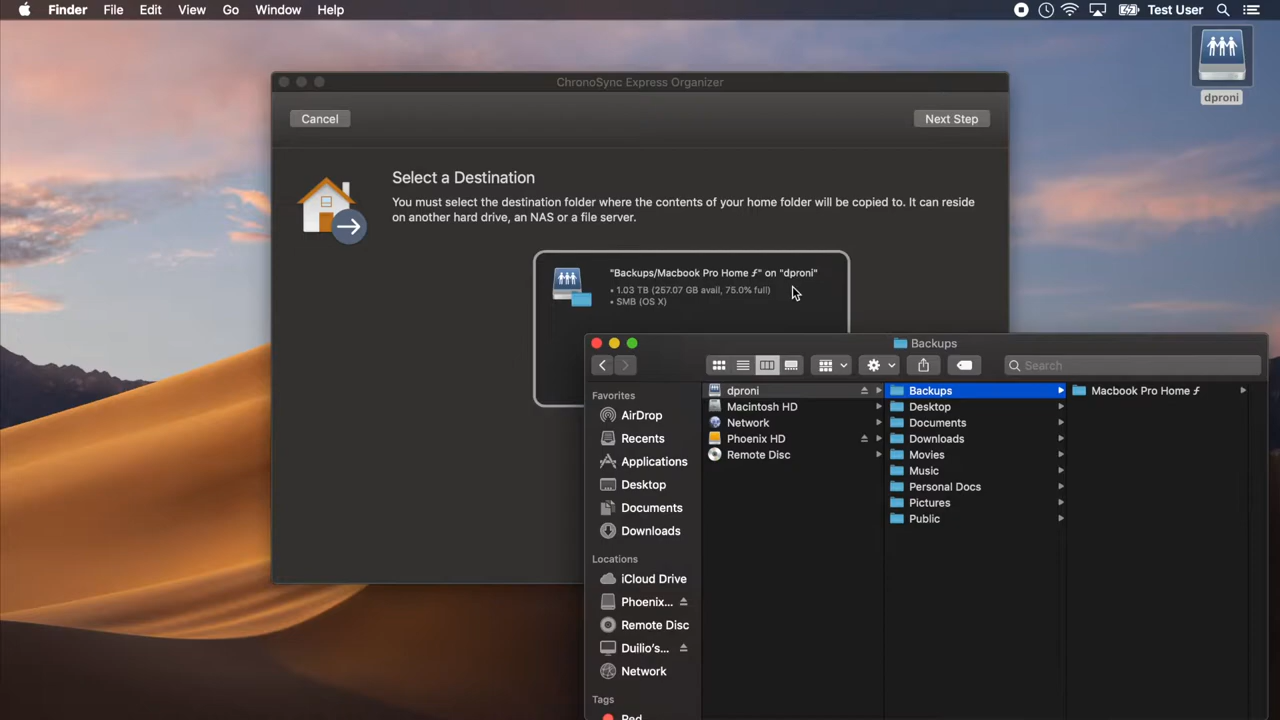 Finder File Edit View Go Window Help Test User
dproni
ChronoSync Express Organizer
Cancel
Next Step
Select a Destination
You must select the destination folder where the contents of your home folder will be copied to. It can reside
on another hard drive, an NAS or a file server.
"Backups/Macbook Pro Home ƒ" on "dproni"
• 1.03 TB (257.07 GB avail, 75.0% full)
• SMB (OS X)
Backups
Search
Favorites
AirDrop
Recents
Applications
Desktop
Documents
Downloads
Locations
iCloud Drive
Phoenix...
Remote Disc
Duilio's...
Network
Tags
Red
dproni
Macintosh HD
Network
Phoenix HD
Remote Disc
Backups
Desktop
Documents
Downloads
Movies
Music
Personal Docs
Pictures
Public
Macbook Pro Home ƒ